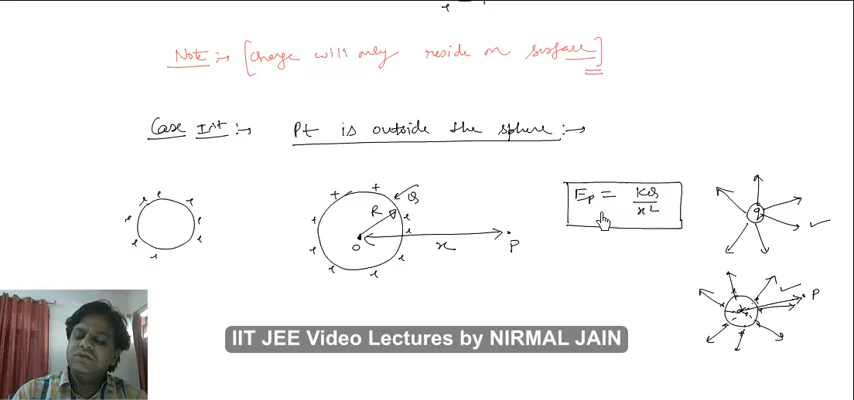 Note :→ [charge will only reside on surface]
Case Ist :→ Pt is outside the sphere :→
+ + Q
R
O x P
E_p = KQ/x²
q
P
IIT JEE Video Lectures by NIRMAL JAIN